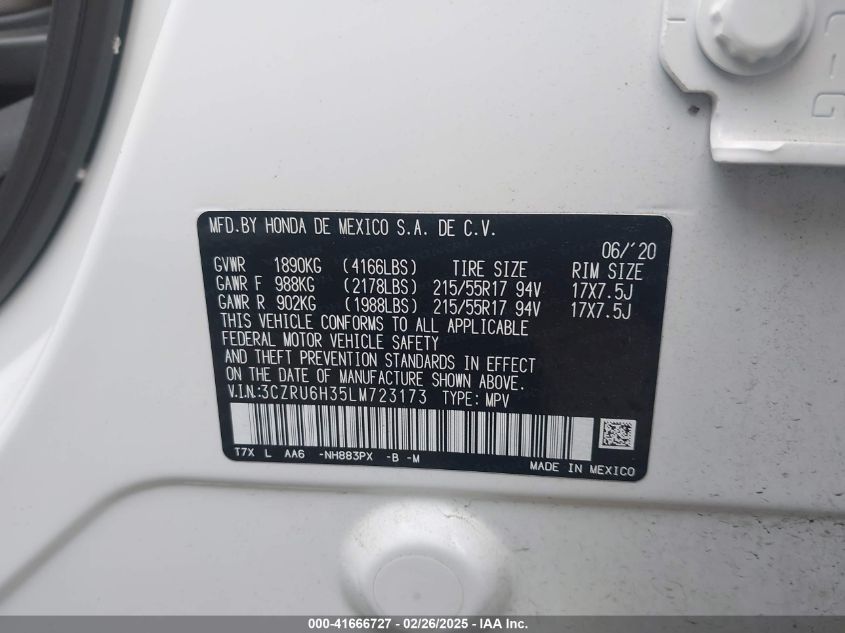 MFD.BY HONDA DE MEXICO S.A. DE C.V.
06/'20
GVWR 1890KG (4166LBS) TIRE SIZE RIM SIZE
GAWR F 988KG (2178LBS) 215/55R17 94V 17X7.5J
GAWR R 902KG (1988LBS) 215/55R17 94V 17X7.5J
THIS VEHICLE CONFORMS TO ALL APPLICABLE
FEDERAL MOTOR VEHICLE SAFETY
AND THEFT PREVENTION STANDARDS IN EFFECT
ON THE DATE OF MANUFACTURE SHOWN ABOVE.
V.I.N:3CZRU6H35LM723173 TYPE: MPV
T7X L AA6 -NH883PX -B -M
MADE IN MEXICO
000-41666727 - 02/26/2025 - IAA Inc.